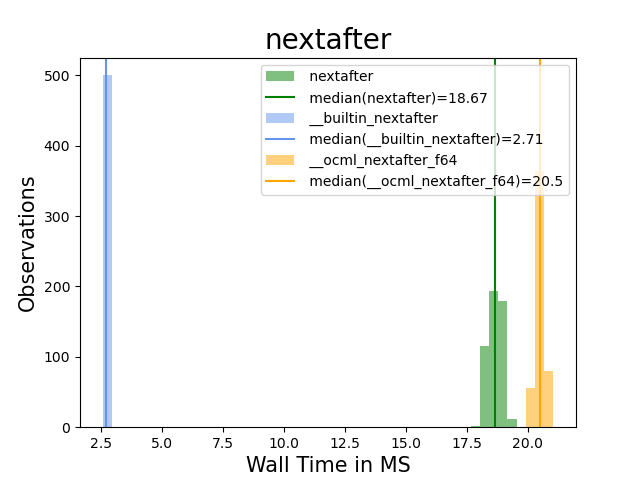 nextafter
500
400
300
200
100
0
Observations
nextafter
median(nextafter)=18.67
__builtin_nextafter
median(__builtin_nextafter)=2.71
__ocml_nextafter_f64
median(__ocml_nextafter_f64)=20.5
2.5 5.0 7.5 10.0 12.5 15.0 17.5 20.0
Wall Time in MS